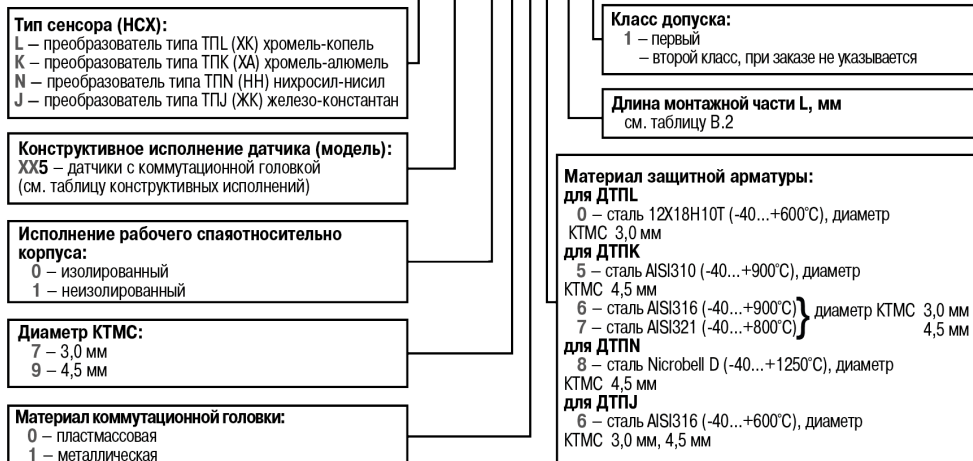 Тип сенсора (НСХ):
L – преобразователь типа ТПL (ХК) хромель-копель
K – преобразователь типа ТПК (ХА) хромель-алюмель
N – преобразователь типа ТПN (НН) нихросил-нисил
J – преобразователь типа ТПJ (ЖК) железо-константан
Конструктивное исполнение датчика (модель):
XX5 – датчики с коммутационной головкой
(см. таблицу конструктивных исполнений)
Исполнение рабочего спаяотносительно
корпуса:
0 – изолированный
1 – неизолированный
Диаметр КТМС:
7 – 3,0 мм
9 – 4,5 мм
Материал коммутационной головки:
0 – пластмассовая
1 – металлическая
Класс допуска:
1 – первый
– второй класс, при заказе не указывается
Длина монтажной части L, мм
см. таблицу В.2
Материал защитной арматуры:
для ДТПL
0 – сталь 12Х18Н10Т (-40...+600°С), диаметр
КТМС 3,0 мм
для ДТПК
5 – сталь AISI310 (-40...+900°С), диаметр
КТМС 4,5 мм
6 – сталь AISI316 (-40...+900°С) } диаметр КТМС 3,0 мм
7 – сталь AISI321 (-40...+800°С) 4,5 мм
для ДТПN
8 – сталь Nicrobell D (-40...+1250°С), диаметр
КТМС 4,5 мм
для ДТПJ
6 – сталь AISI316 (-40...+600°С), диаметр
КТМС 3,0 мм, 4,5 мм